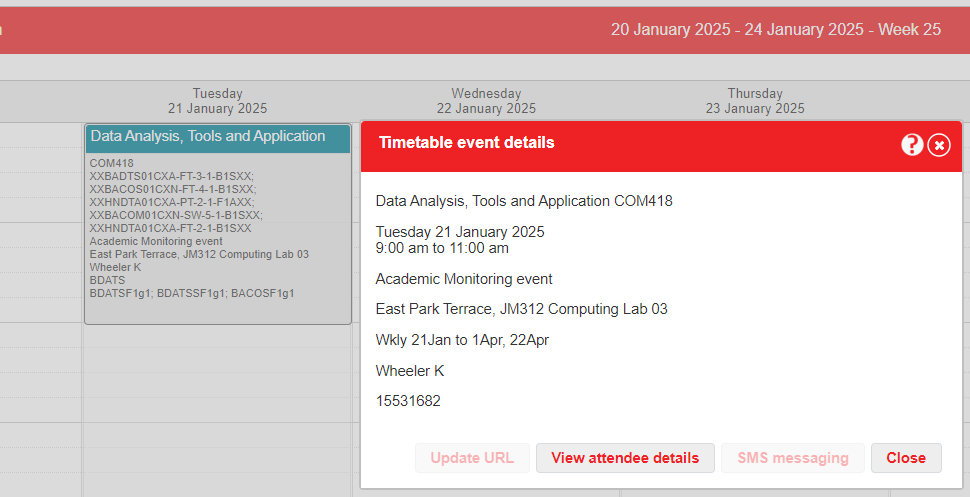 20 January 2025 - 24 January 2025 - Week 25
Tuesday
21 January 2025
Wednesday
22 January 2025
Thursday
23 January 2025
Data Analysis, Tools and Application
COM418
XXBADTS01CXA-FT-3-1-B1SXX;
XXBACOS01CXN-FT-4-1-B1SXX;
XXHNDTA01CXA-PT-2-1-F1AXX;
XXBACOM01CXN-SW-5-1-B1SXX;
XXHNDTA01CXA-FT-2-1-B1SXX
Academic Monitoring event
East Park Terrace, JM312 Computing Lab 03
Wheeler K
BDATS
BDATSF1g1; BDATSSF1g1; BACOSF1g1
Timetable event details
?
Data Analysis, Tools and Application COM418
Tuesday 21 January 2025
9:00 am to 11:00 am
Academic Monitoring event
East Park Terrace, JM312 Computing Lab 03
Wkly 21Jan to 1Apr, 22Apr
Wheeler K
15531682
Update URL
View attendee details
SMS messaging
Close